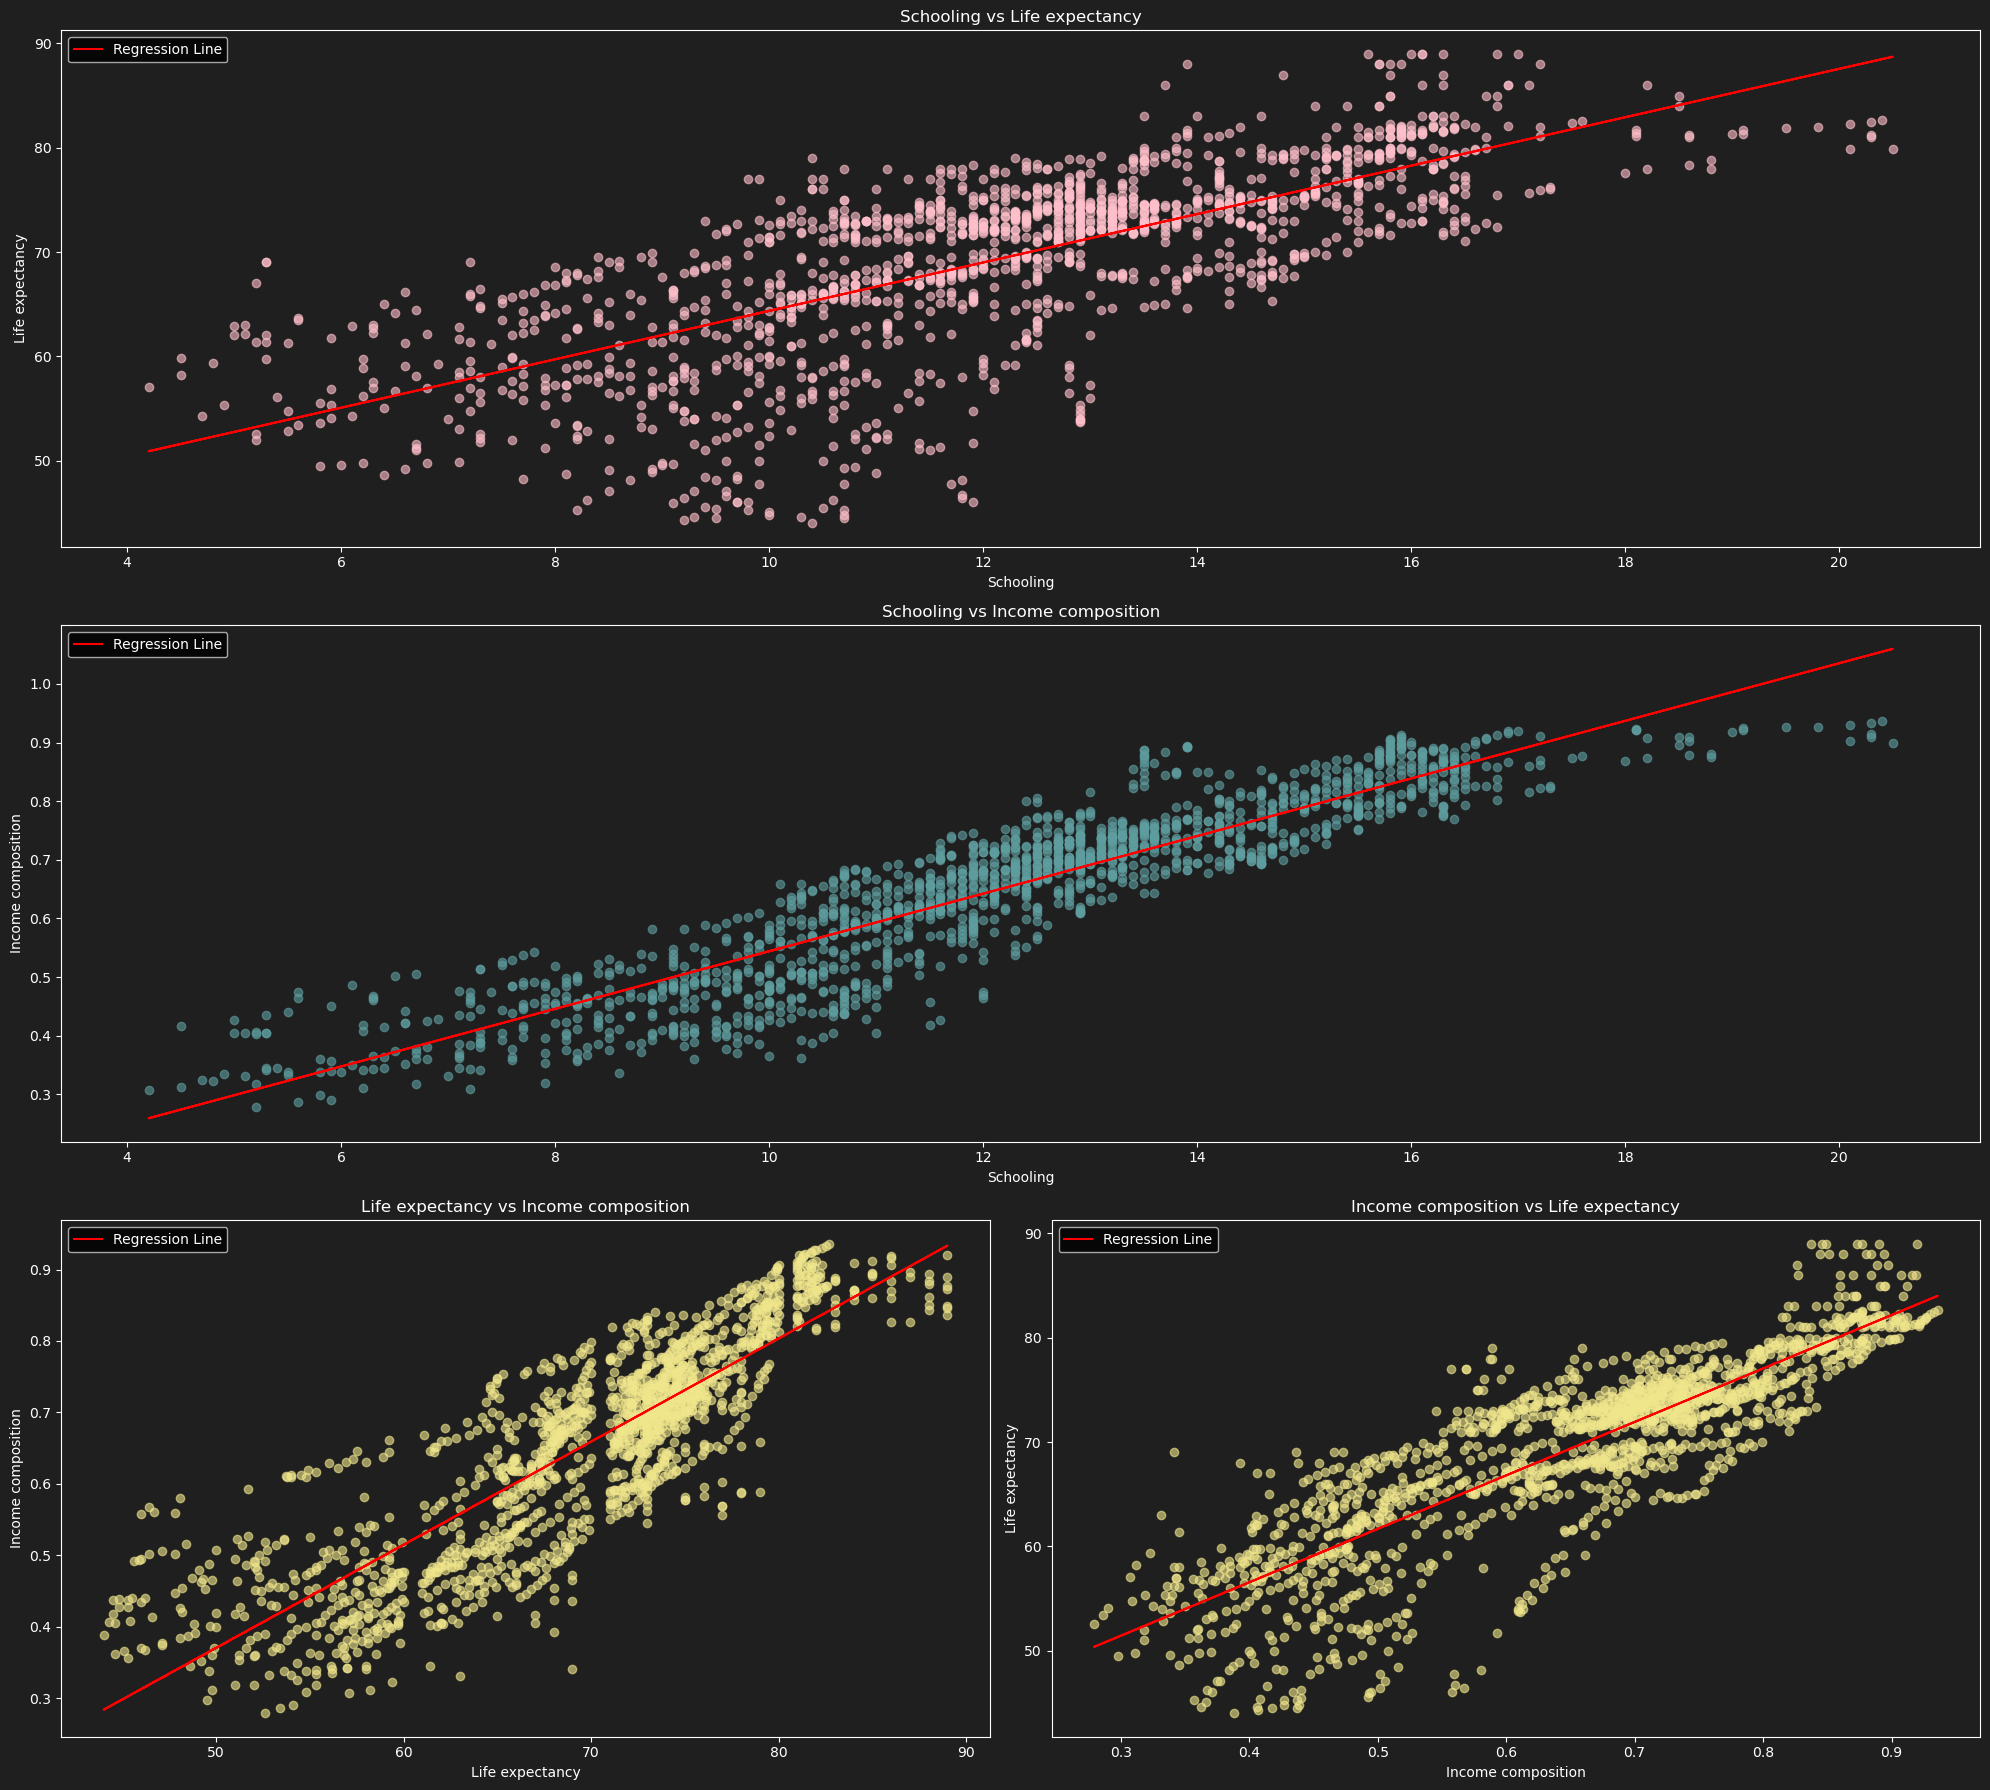 Schooling vs Life expectancy
Regression Line
90
80
70
60
50
Life expectancy
4 6 8 10 12 14 16 18 20
Schooling
Schooling vs Income composition
Regression Line
1.0
0.9
0.8
0.7
0.6
0.5
0.4
0.3
Income composition
4 6 8 10 12 14 16 18 20
Schooling
Life expectancy vs Income composition
Regression Line
0.9
0.8
0.7
0.6
0.5
0.4
0.3
Income composition
50 60 70 80 90
Life expectancy
Income composition vs Life expectancy
Regression Line
90
80
70
60
50
Life expectancy
0.3 0.4 0.5 0.6 0.7 0.8 0.9
Income composition